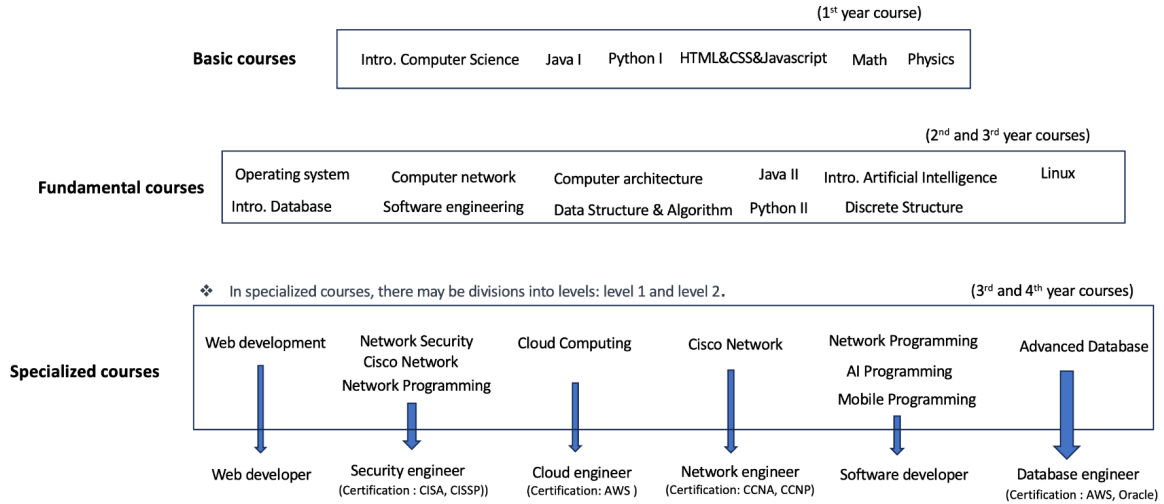 (1st year course)
Basic courses
Intro. Computer Science Java I Python I HTML&CSS&Javascript Math Physics
(2nd and 3rd year courses)
Fundamental courses
Operating system Computer network Computer architecture Java II Intro. Artificial Intelligence Linux
Intro. Database Software engineering Data Structure & Algorithm Python II Discrete Structure
❖ In specialized courses, there may be divisions into levels: level 1 and level 2.
(3rd and 4th year courses)
Specialized courses
Web development
Network Security
Cisco Network
Network Programming
Cloud Computing
Cisco Network
Network Programming
AI Programming
Mobile Programming
Advanced Database
Web developer
Security engineer
(Certification : CISA, CISSP))
Cloud engineer
(Certification: AWS )
Network engineer
(Certification: CCNA, CCNP)
Software developer
Database engineer
(Certification : AWS, Oracle)